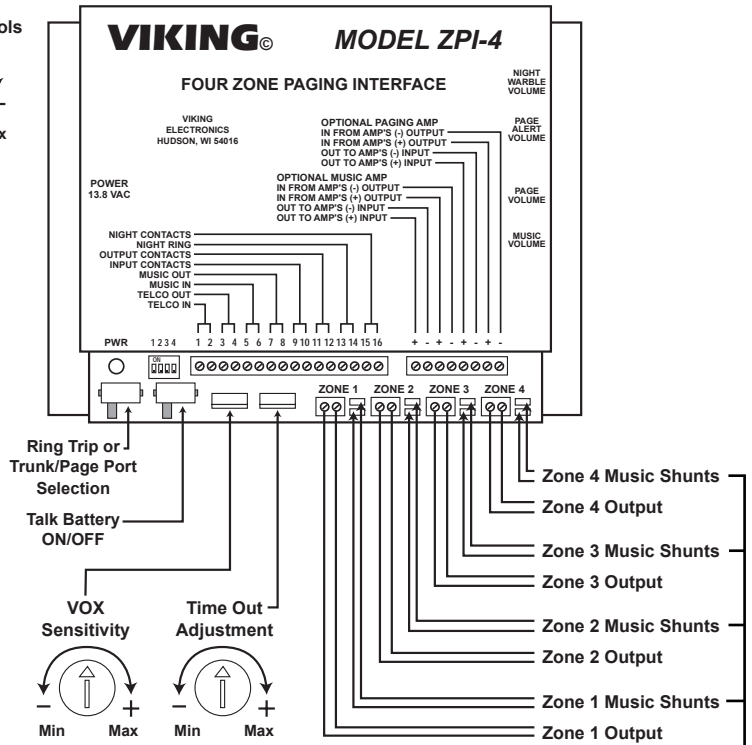 ols
x
VIKING©
MODEL ZPI-4
FOUR ZONE PAGING INTERFACE
VIKING
ELECTRONICS
HUDSON, WI 54016
NIGHT
WARBLE
VOLUME
PAGE
ALERT
VOLUME
PAGE
VOLUME
MUSIC
VOLUME
OPTIONAL PAGING AMP
IN FROM AMP'S (-) OUTPUT
IN FROM AMP'S (+) OUTPUT
OUT TO AMP'S (-) INPUT
OUT TO AMP'S (+) INPUT
POWER
13.8 VAC
OPTIONAL MUSIC AMP
IN FROM AMP'S (-) OUTPUT
IN FROM AMP'S (+) OUTPUT
OUT TO AMP'S (-) INPUT
OUT TO AMP'S (+) INPUT
NIGHT CONTACTS
NIGHT RING
OUTPUT CONTACTS
INPUT CONTACTS
MUSIC OUT
MUSIC IN
TELCO OUT
TELCO IN
PWR 1 2 3 4 1 2 3 4 5 6 7 8 9 10 11 12 13 14 15 16 + - + - + - + -
ON
ZONE 1 ZONE 2 ZONE 3 ZONE 4
Ring Trip or
Trunk/Page Port
Selection
Talk Battery
ON/OFF
VOX
Sensitivity
- +
Min Max
Time Out
Adjustment
- +
Min Max
Zone 4 Music Shunts
Zone 4 Output
Zone 3 Music Shunts
Zone 3 Output
Zone 2 Music Shunts
Zone 2 Output
Zone 1 Music Shunts
Zone 1 Output